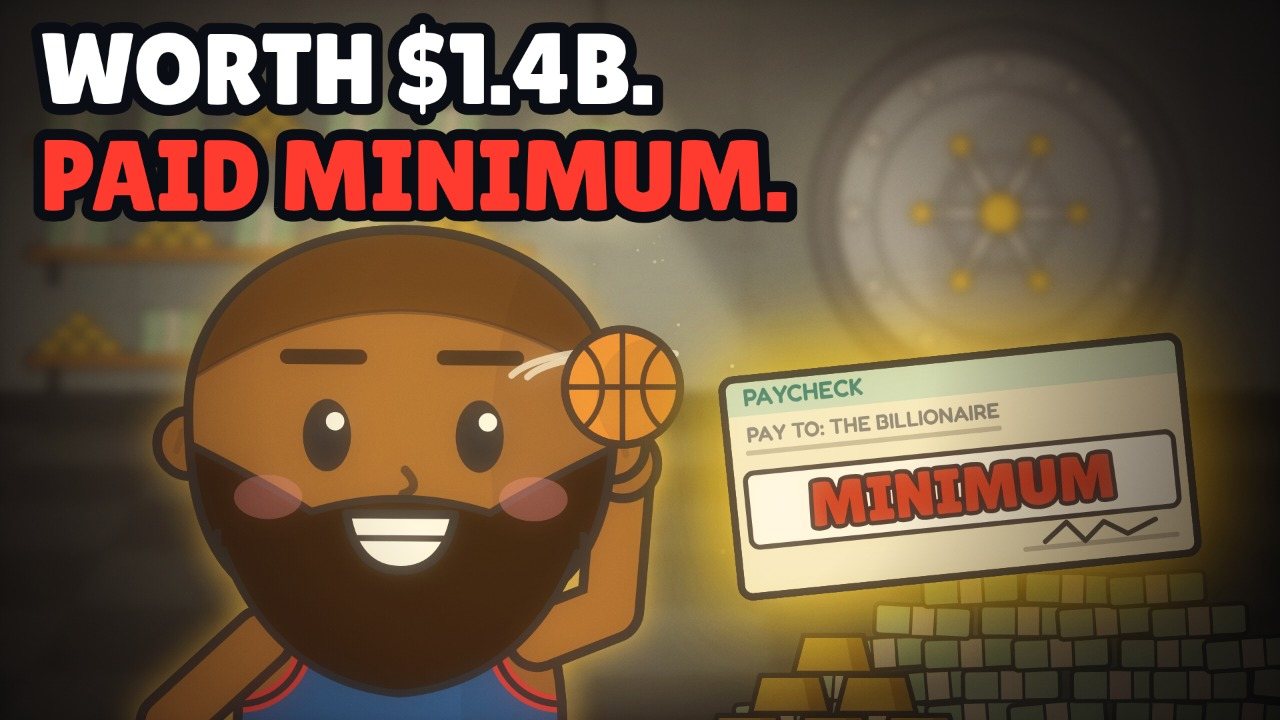 WORTH $1.4B.
PAID MINIMUM.
PAYCHECK
PAY TO: THE BILLIONAIRE
MINIMUM